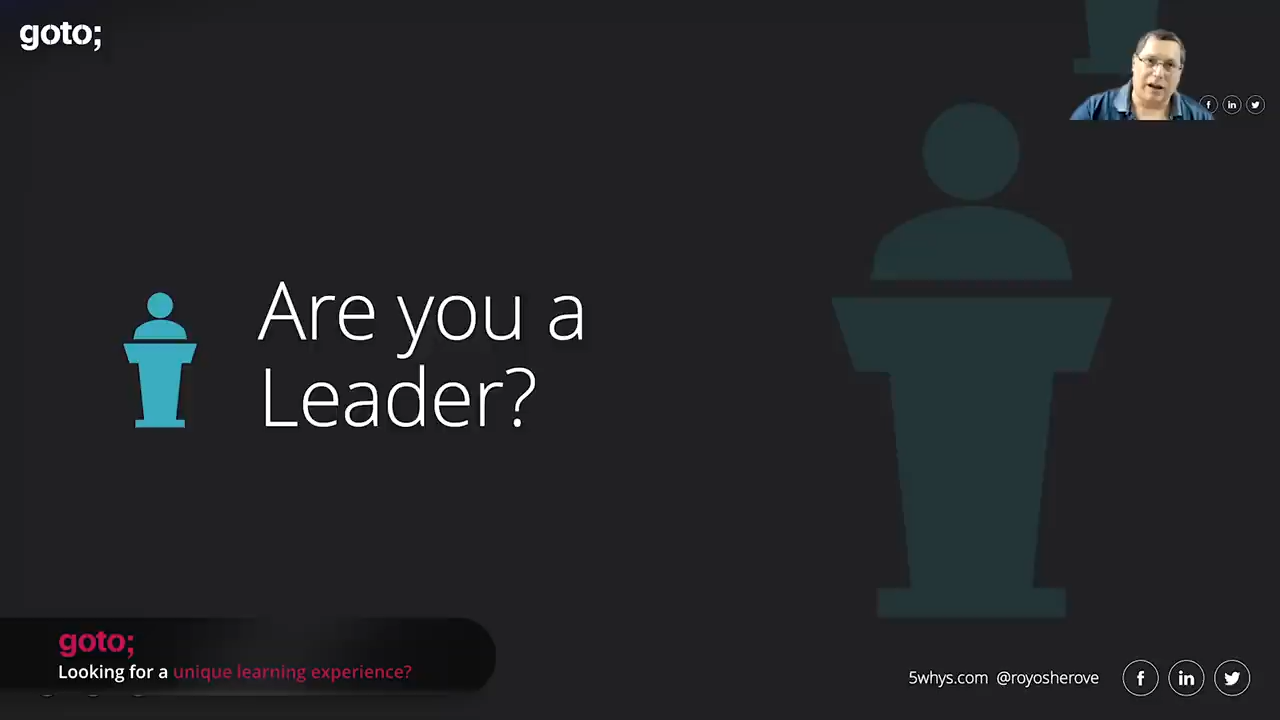 goto;
Are you a
Leader?
goto;
Looking for a unique learning experience?
5whys.com @royosherove